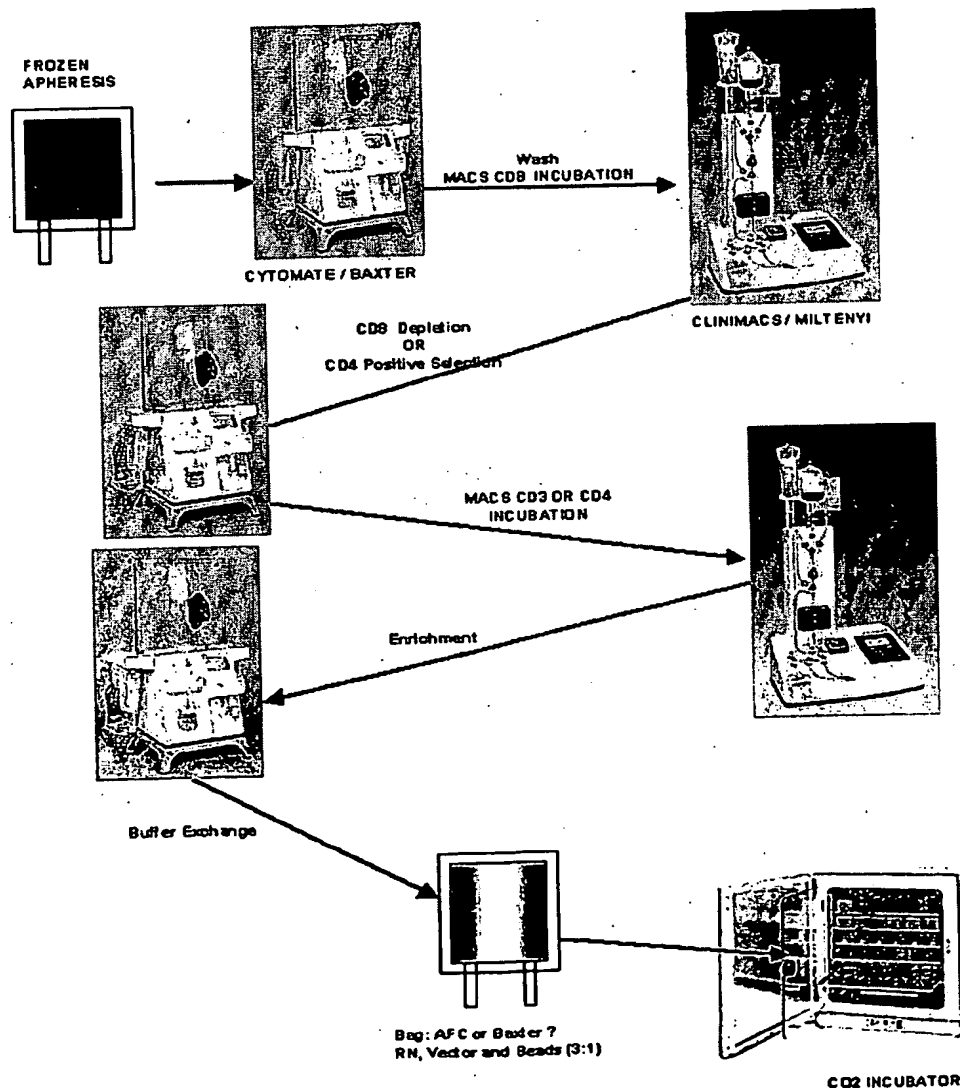 FROZEN
APHERESIS
Wash
MACS CD8 INCUBATION
CYTOMATE / BAXTER
CLINIMACS / MILTENYI
CD8 Depletion
OR
CD4 Positive Selection
MACS CD3 OR CD4
INCUBATION
Enrichment
Buffer Exchange
Bag: AFC or Baxter ?
RN, Vector and Beads (3:1)
CO2 INCUBATOR